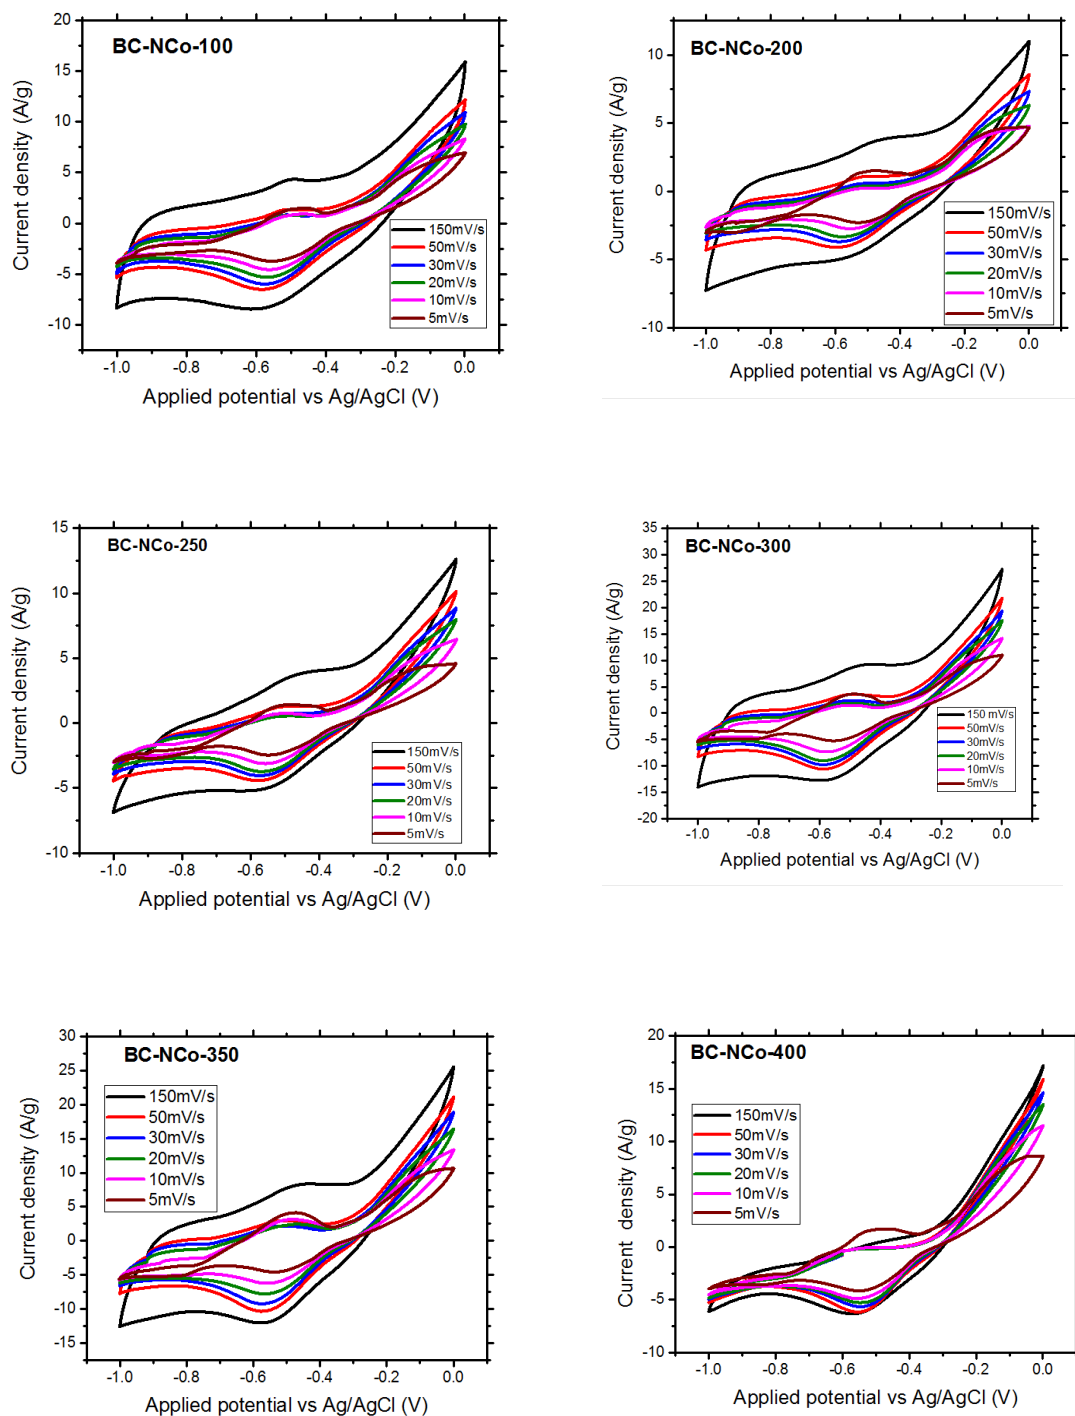 BC-NCo-100
Current density (A/g)
20
15
10
5
0
-5
-10
-1.0 -0.8 -0.6 -0.4 -0.2 0.0
Applied potential vs Ag/AgCl (V)
150mV/s
50mV/s
30mV/s
20mV/s
10mV/s
5mV/s
BC-NCo-200
Current density (A/g)
10
5
0
-5
-10
-1.0 -0.8 -0.6 -0.4 -0.2 0.0
Applied potential vs Ag/AgCl (V)
150mV/s
50mV/s
30mV/s
20mV/s
10mV/s
5mV/s
BC-NCo-250
Current density (A/g)
15
10
5
0
-5
-10
-1.0 -0.8 -0.6 -0.4 -0.2 0.0
Applied potential vs Ag/AgCl (V)
150mV/s
50mV/s
30mV/s
20mV/s
10mV/s
5mV/s
BC-NCo-300
Current density (A/g)
35
30
25
20
15
10
5
0
-5
-10
-15
-20
-1.0 -0.8 -0.6 -0.4 -0.2 0.0
Applied potential vs Ag/AgCl (V)
150 mV/s
50mV/s
30mV/s
20mV/s
10mV/s
5mV/s
BC-NCo-350
Current density (A/g)
30
25
20
15
10
5
0
-5
-10
-15
-1.0 -0.8 -0.6 -0.4 -0.2 0.0
Applied potential vs Ag/AgCl (V)
150mV/s
50mV/s
30mV/s
20mV/s
10mV/s
5mV/s
BC-NCo-400
Current density (A/g)
20
15
10
5
0
-5
-10
-1.0 -0.8 -0.6 -0.4 -0.2 0.0
Applied potential vs Ag/AgCl (V)
150mV/s
50mV/s
30mV/s
20mV/s
10mV/s
5mV/s